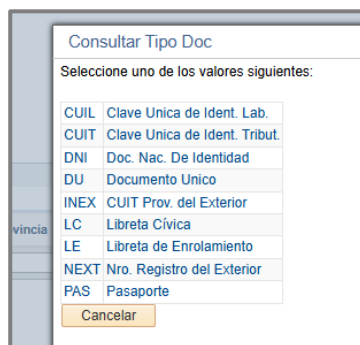 Consultar Tipo Doc
Seleccione uno de los valores siguientes:
CUIL Clave Unica de Ident. Lab.
CUIT Clave Unica de Ident. Tribut.
DNI Doc. Nac. De Identidad
DU Documento Unico
INEX CUIT Prov. del Exterior
vincia
LC Libreta Cívica
LE Libreta de Enrolamiento
NEXT Nro. Registro del Exterior
PAS Pasaporte
Cancelar